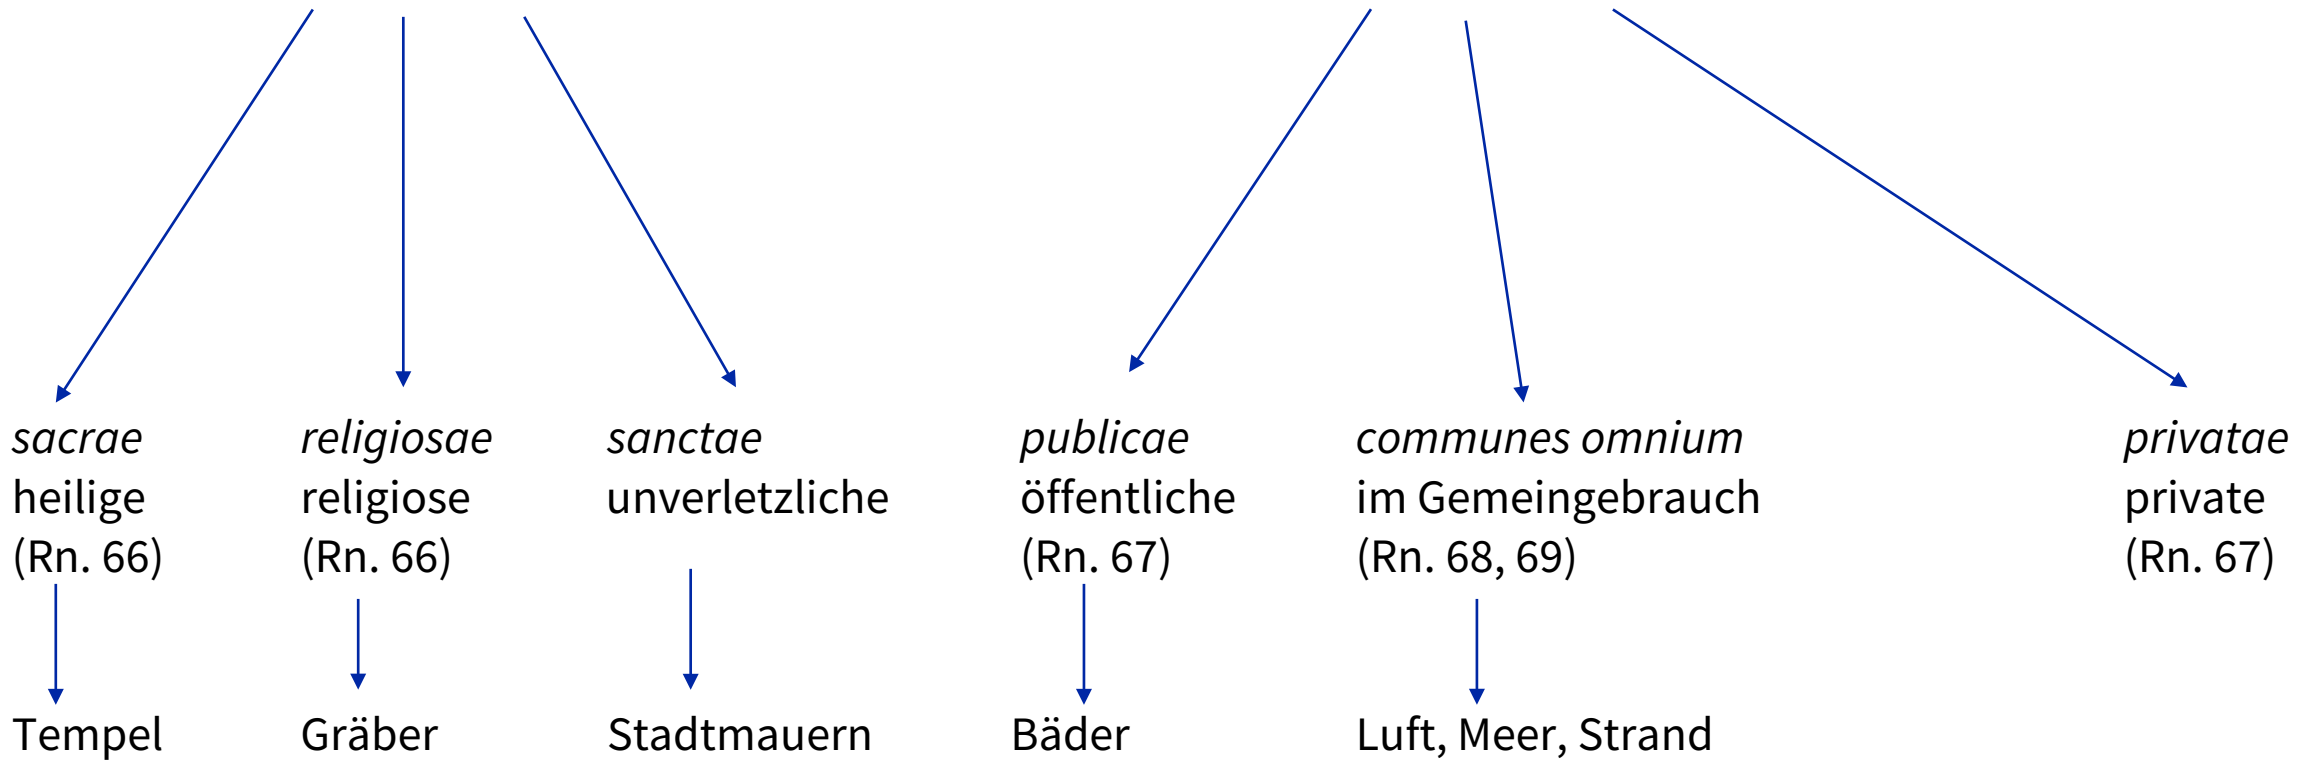 sacrae
heilige
(Rn. 66)
religiosae
religiose
(Rn. 66)
sanctae
unverletzliche
publicae
öffentliche
(Rn. 67)
communes omnium
im Gemeingebrauch
(Rn. 68, 69)
privatae
private
(Rn. 67)
Tempel
Gräber
Stadtmauern
Bäder
Luft, Meer, Strand